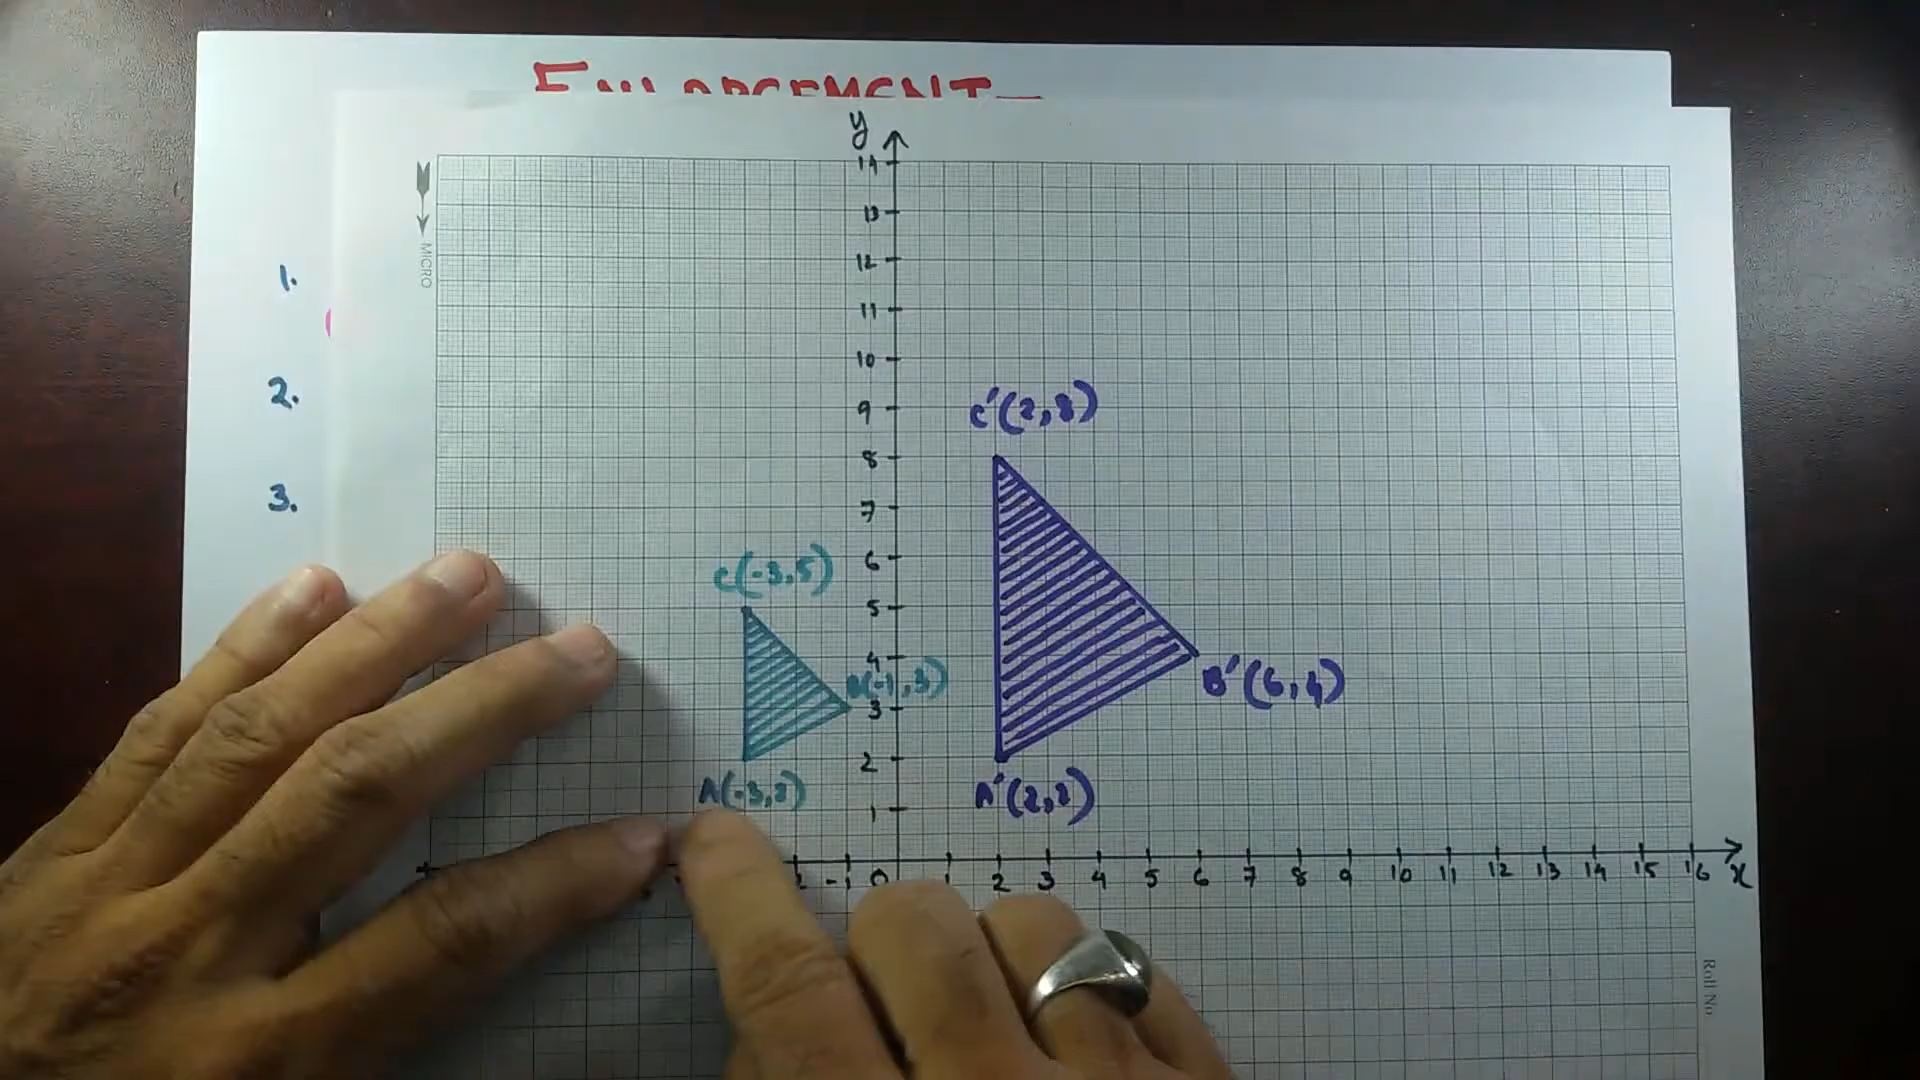 ENLARGEMENT
y
MICRO
1.
2.
3.
14
13
12
11
10
9
8
7
6
5
4
3
2
1
C'(2,8)
C(-3,5)
B(-1,3)
B'(6,4)
A(-3,2)
A'(2,2)
-1 0 1 2 3 4 5 6 7 8 9 10 11 12 13 14 15 16 x
Roll No